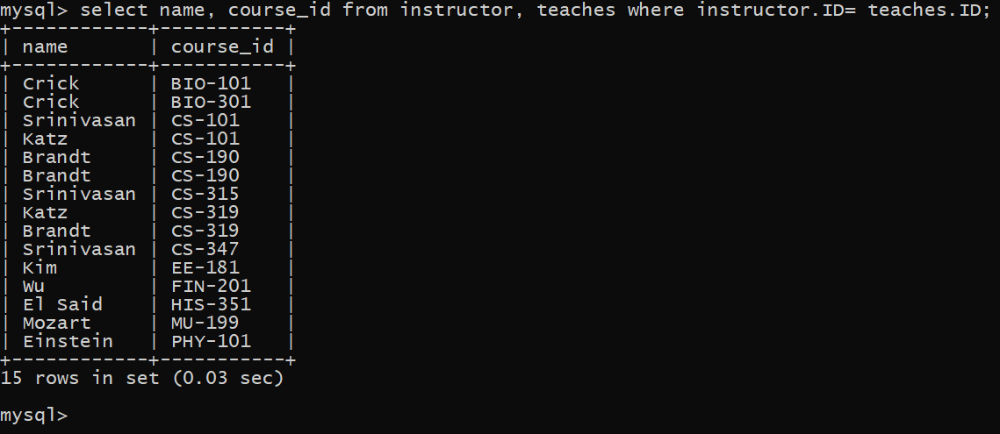 mysql> select name, course_id from instructor, teaches where instructor.ID= teaches.ID;
+------------+-----------+
| name       | course_id |
+------------+-----------+
| Crick      | BIO-101   |
| Crick      | BIO-301   |
| Srinivasan | CS-101    |
| Katz       | CS-101    |
| Brandt     | CS-190    |
| Brandt     | CS-190    |
| Srinivasan | CS-315    |
| Katz       | CS-319    |
| Brandt     | CS-319    |
| Srinivasan | CS-347    |
| Kim        | EE-181    |
| Wu         | FIN-201   |
| El Said    | HIS-351   |
| Mozart     | MU-199    |
| Einstein   | PHY-101   |
+------------+-----------+
15 rows in set (0.03 sec)
mysql>